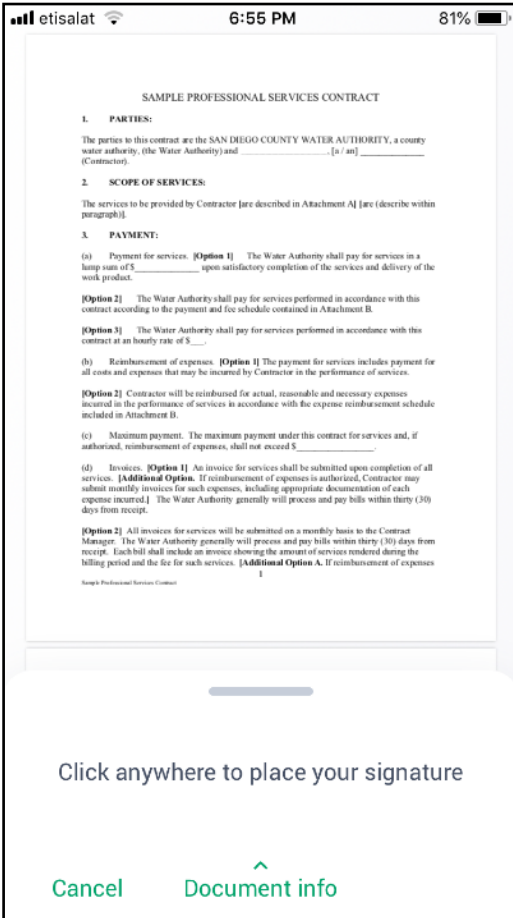 etisalat 6:55 PM 81%
SAMPLE PROFESSIONAL SERVICES CONTRACT
1. PARTIES:
The parties to this contract are the SAN DIEGO COUNTY WATER AUTHORITY, a county
water authority, (the Water Authority) and ________________, [a / an] ____________
(Contractor).
2. SCOPE OF SERVICES:
The services to be provided by Contractor [are described in Attachment A] [are (describe within
paragraph)].
3. PAYMENT:
(a) Payment for services. [Option 1] The Water Authority shall pay for services in a
lump sum of $____________ upon satisfactory completion of the services and delivery of the
work product.
[Option 2] The Water Authority shall pay for services performed in accordance with this
contract according to the payment and fee schedule contained in Attachment B.
[Option 3] The Water Authority shall pay for services performed in accordance with this
contract at an hourly rate of $___.
(b) Reimbursement of expenses. [Option 1] The payment for services includes payment for
all costs and expenses that may be incurred by Contractor in the performance of services.
[Option 2] Contractor will be reimbursed for actual, reasonable and necessary expenses
incurred in the performance of services in accordance with the expense reimbursement schedule
included in Attachment B.
(c) Maximum payment. The maximum payment under this contract for services and, if
authorized, reimbursement of expenses, shall not exceed $_______________.
(d) Invoices. [Option 1] An invoice for services shall be submitted upon completion of all
services. [Additional Option. If reimbursement of expenses is authorized, Contractor may
submit monthly invoices for such expenses, including appropriate documentation of each
expense incurred.] The Water Authority generally will process and pay bills within thirty (30)
days from receipt.
[Option 2] All invoices for services will be submitted on a monthly basis to the Contract
Manager. The Water Authority generally will process and pay bills within thirty (30) days from
receipt. Each bill shall include an invoice showing the amount of services rendered during the
billing period and the fee for such services. [Additional Option A. If reimbursement of expenses
1
Sample Professional Services Contract
Click anywhere to place your signature
Cancel Document info